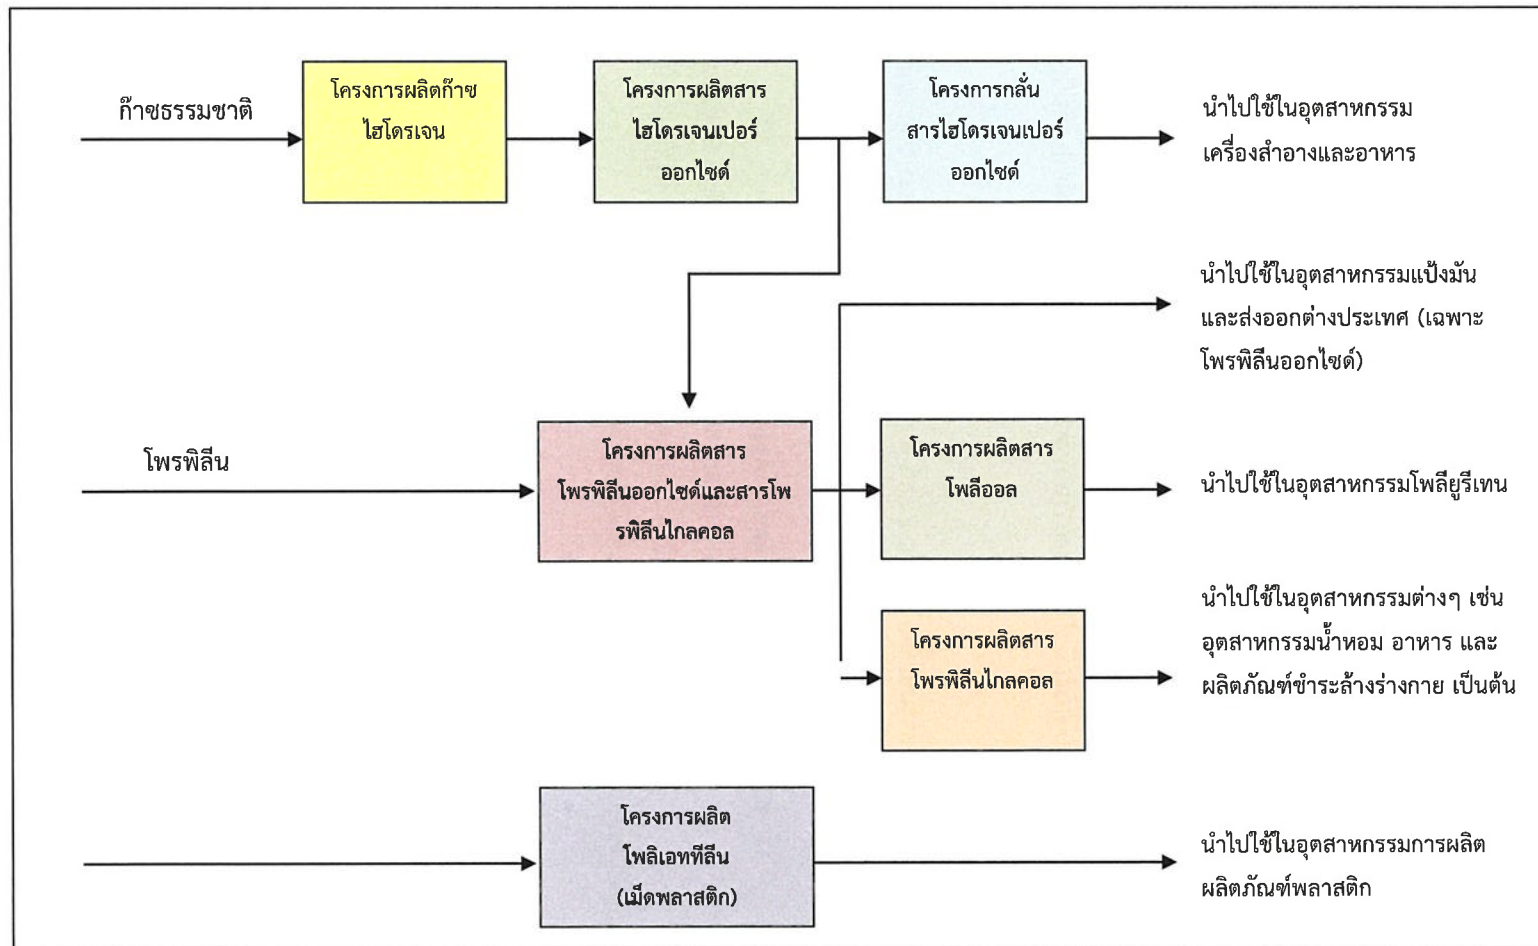 ก๊าซธรรมชาติ
โครงการผลิตก๊าซ
ไฮโดรเจน
โครงการผลิตสาร
ไฮโดรเจนเปอร์
ออกไซด์
โครงการกลั่น
สารไฮโดรเจนเปอร์
ออกไซด์
นำไปใช้ในอุตสาหกรรม
เครื่องสำอางและอาหาร
นำไปใช้ในอุตสาหกรรมแป้งมัน
และส่งออกต่างประเทศ (เฉพาะ
โพรพิลีนออกไซด์)
โพรพิลีน
โครงการผลิตสาร
โพรพิลีนออกไซด์และสารโพ
รพิลีนไกลคอล
โครงการผลิตสาร
โพลีออล
นำไปใช้ในอุตสาหกรรมโพลียูรีเทน
โครงการผลิตสาร
โพรพิลีนไกลคอล
นำไปใช้ในอุตสาหกรรมต่างๆ เช่น
อุตสาหกรรมน้ำหอม อาหาร และ
ผลิตภัณฑ์ชำระล้างร่างกาย เป็นต้น
โครงการผลิต
โพลิเอททีลีน
(เม็ดพลาสติก)
นำไปใช้ในอุตสาหกรรมการผลิต
ผลิตภัณฑ์พลาสติก